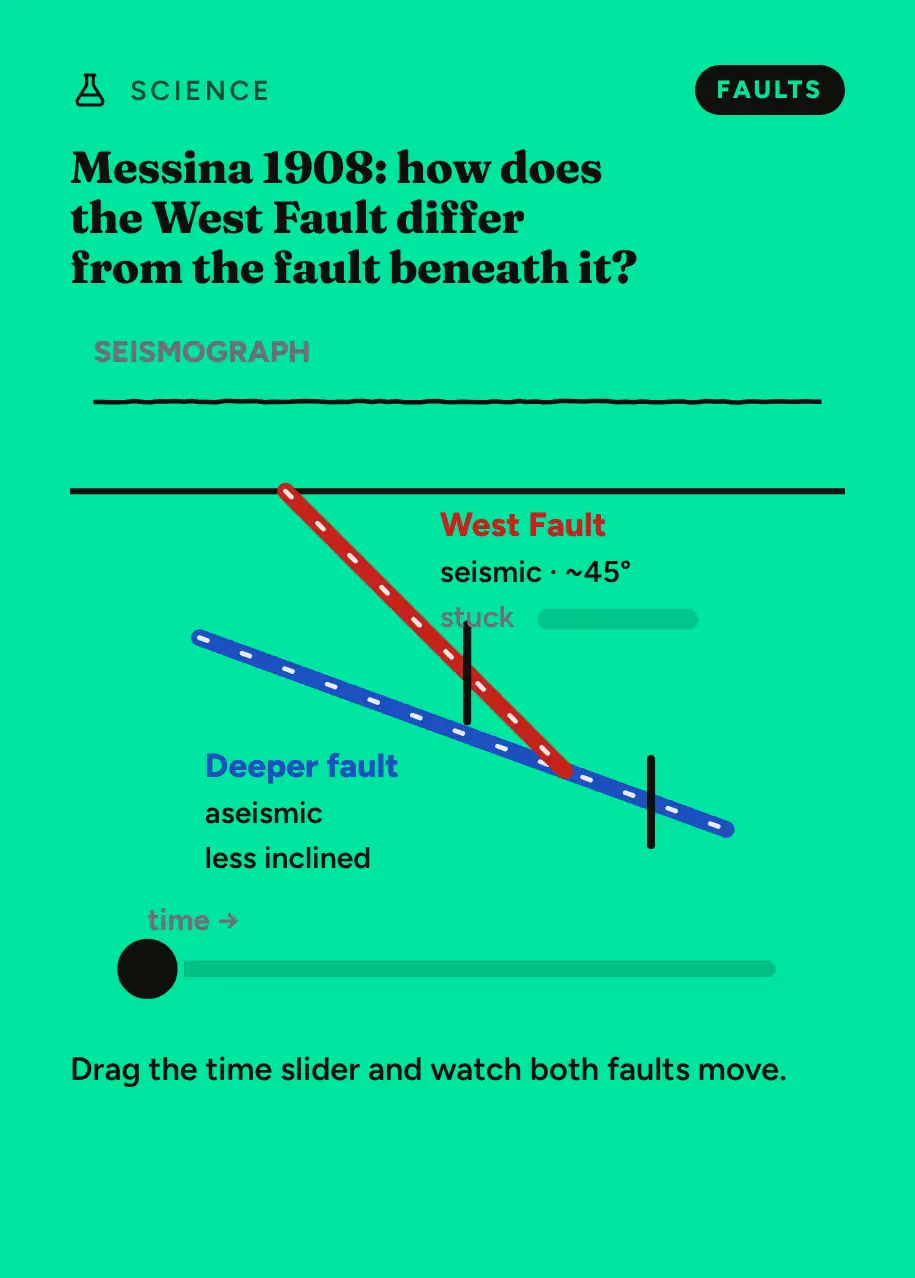 SCIENCE
FAULTS
Messina 1908: how does
the West Fault differ
from the fault beneath it?
SEISMOGRAPH
West Fault
seismic · ~45°
stuck
Deeper fault
aseismic
less inclined
time →
Drag the time slider and watch both faults move.